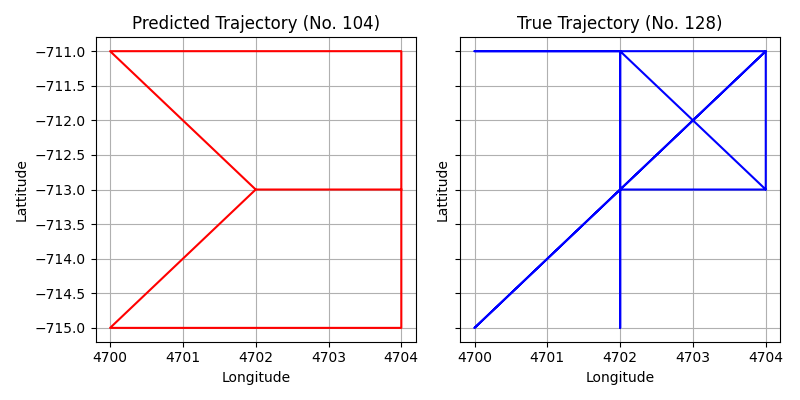 Predicted Trajectory (No. 104)
True Trajectory (No. 128)
−711.0
−711.5
−712.0
−712.5
−713.0
−713.5
−714.0
−714.5
−715.0
Lattitude
Lattitude
4700 4701 4702 4703 4704
4700 4701 4702 4703 4704
Longitude
Longitude